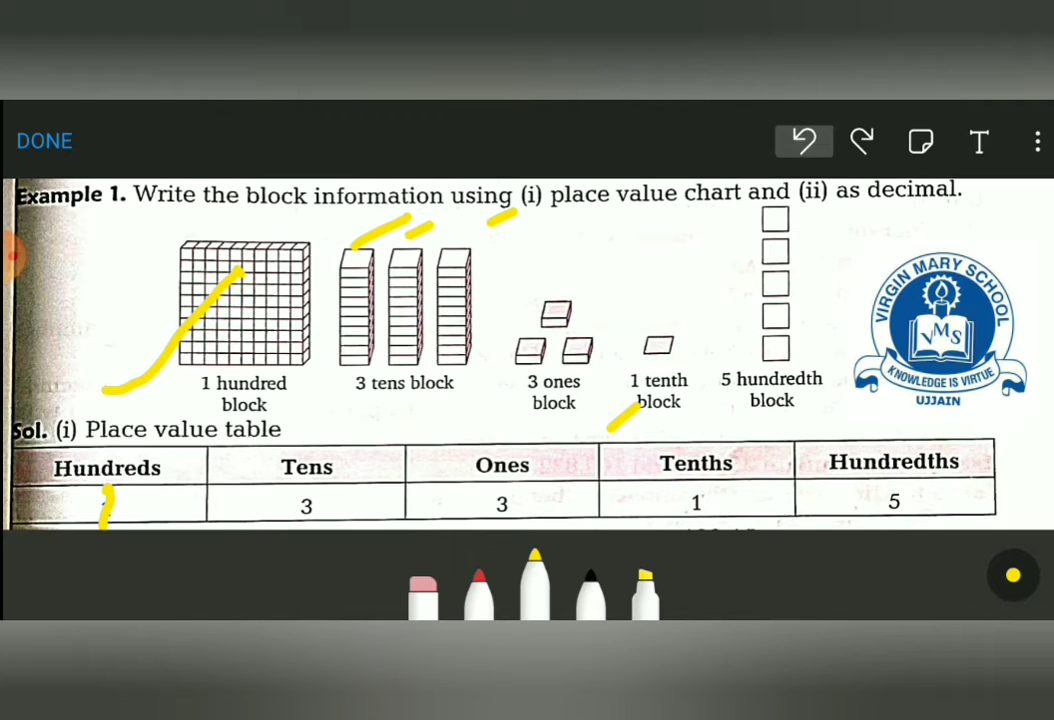 DONE
T
Example 1. Write the block information using (i) place value chart and (ii) as decimal.
1 hundred
block
3 tens block
3 ones
block
1 tenth
block
5 hundredth
block
VIRGIN MARY SCHOOL
VMS
KNOWLEDGE IS VIRTUE
UJJAIN
Sol. (i) Place value table
Hundreds Tens Ones Tenths Hundredths
3 3 1 5